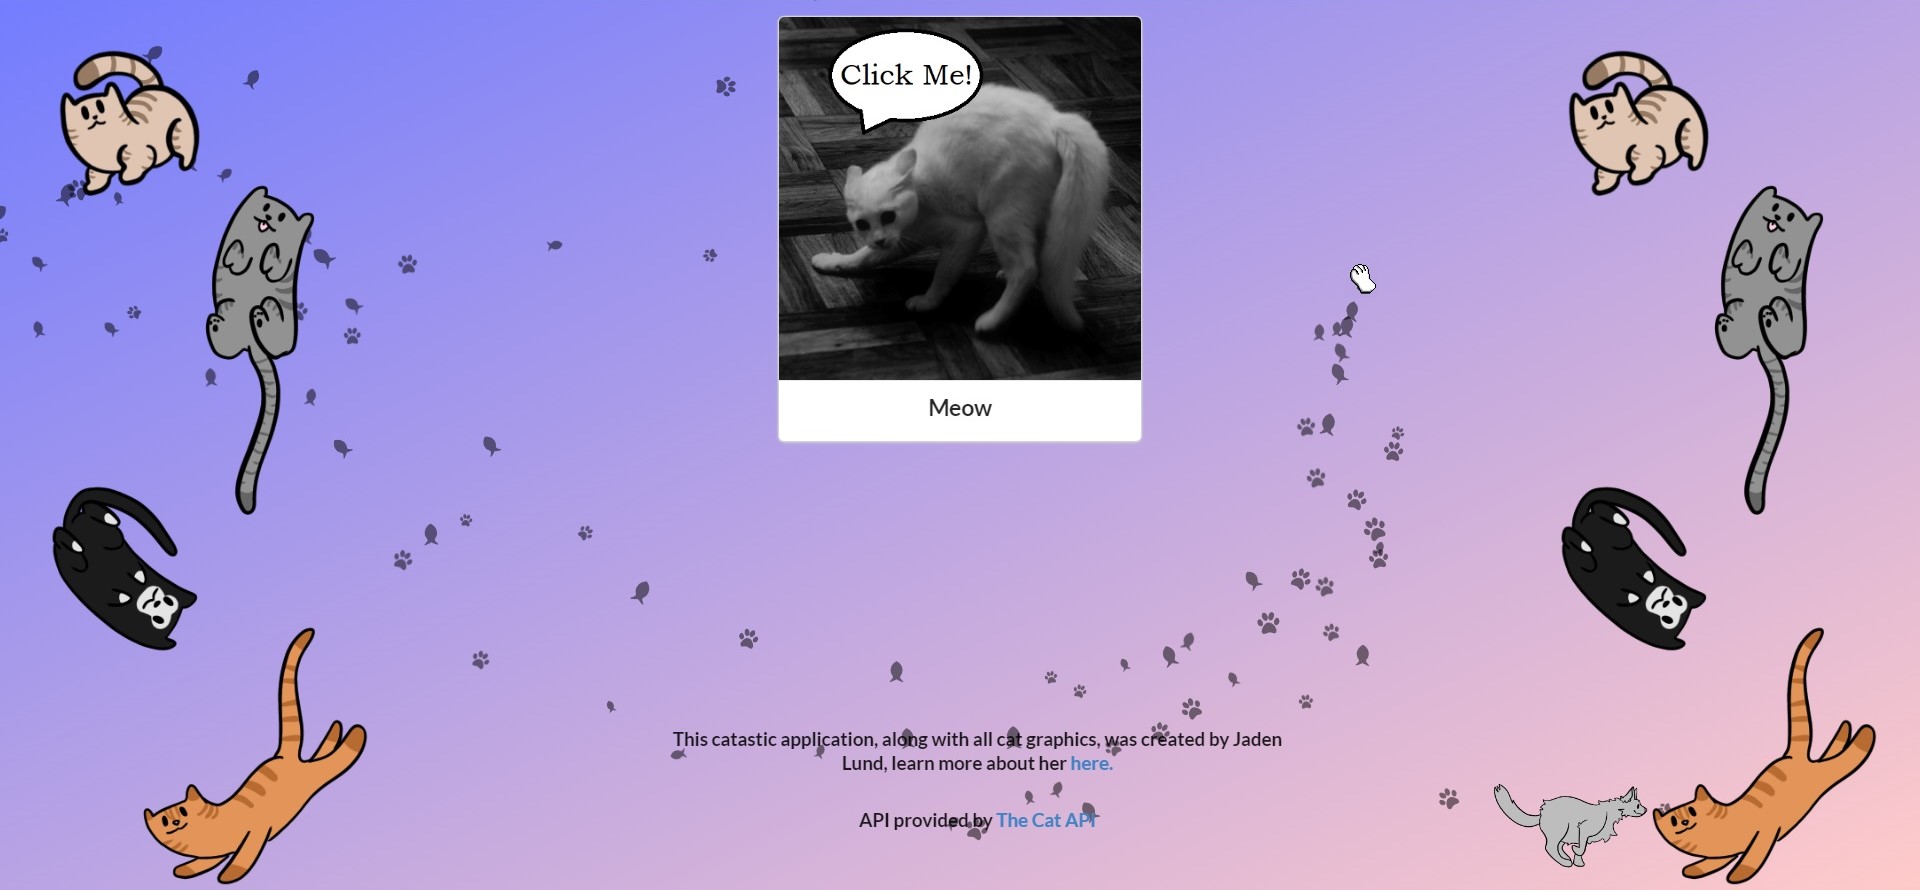 Click Me!
Meow
This catastic application, along with all cat graphics, was created by Jaden
Lund, learn more about her here.
API provided by The Cat API